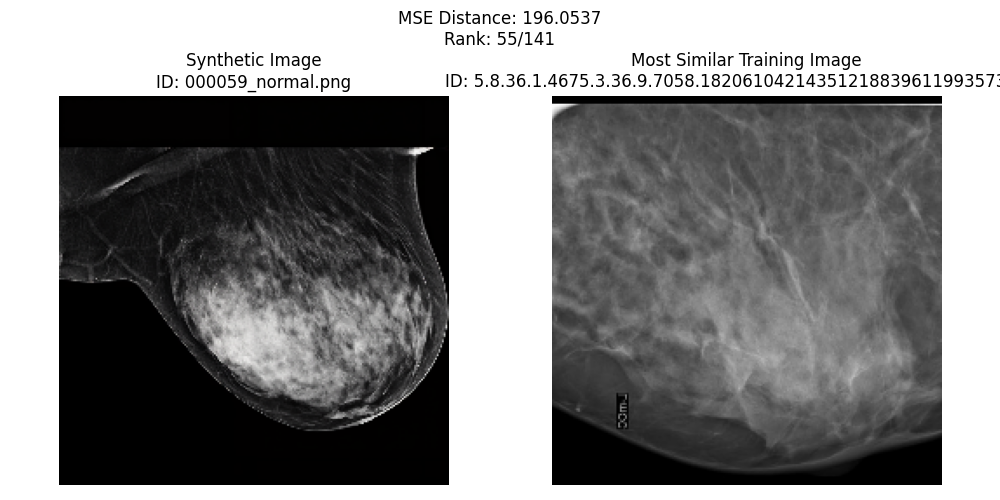 MSE Distance: 196.0537
Rank: 55/141
Synthetic Image
ID: 000059_normal.png
Most Similar Training Image
ID: 5.8.36.1.4675.3.36.9.7058.18206104214351218839611993573